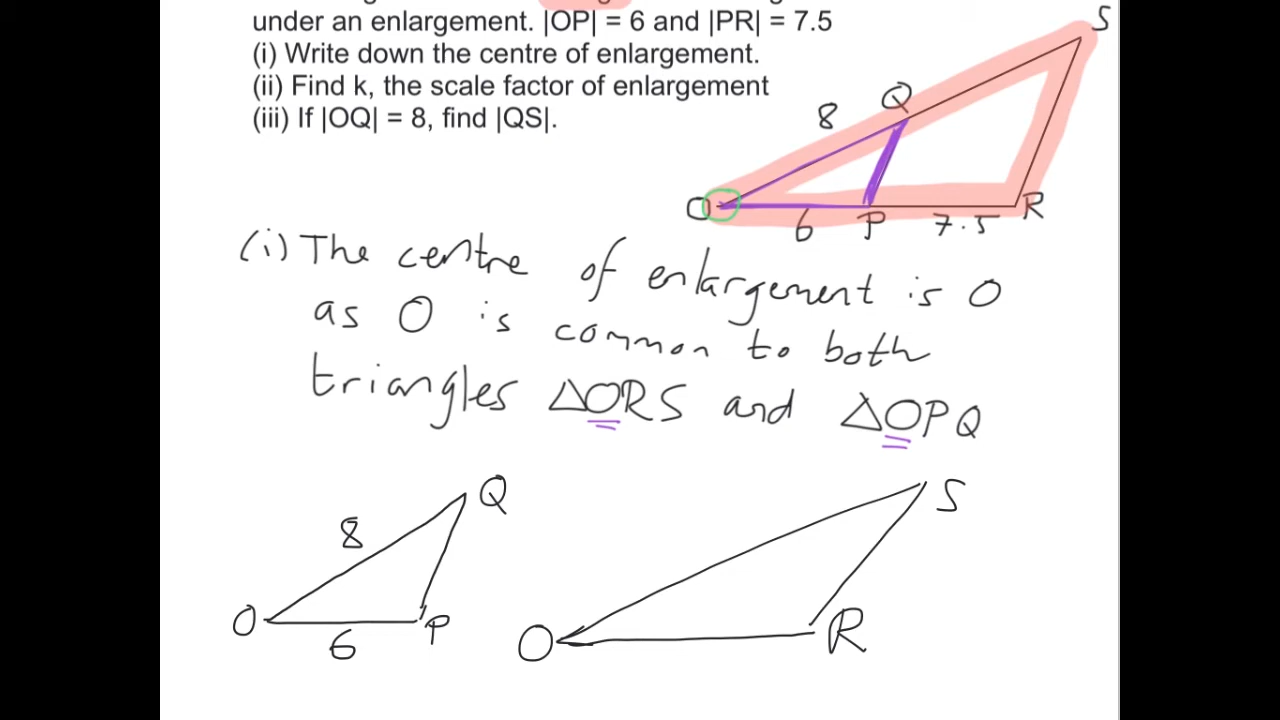 under an enlargement. |OP| = 6 and |PR| = 7.5
(i) Write down the centre of enlargement.
(ii) Find k, the scale factor of enlargement
(iii) If |OQ| = 8, find |QS|.
S
Q
8
O
6
P
7.5
R
(i) The centre of enlargement is O
as O is common to both
triangles △ORS and △OPQ
Q
8
O
6
P
S
O
R